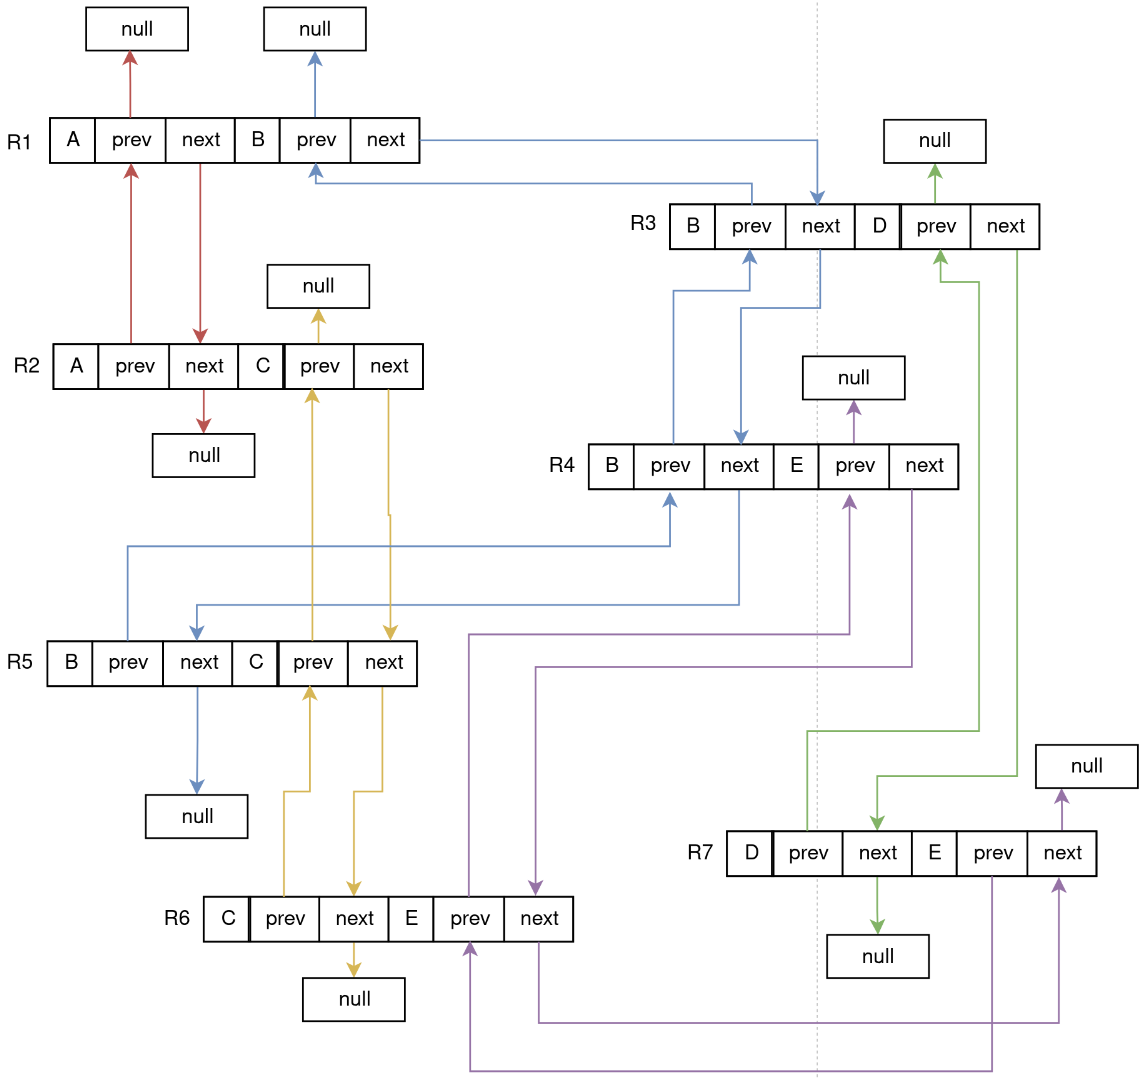 null null
R1 A prev next B prev next
null
R3 B prev next D prev next
null
R2 A prev next C prev next
null
null
R4 B prev next E prev next
R5 B prev next C prev next
null
null
R7 D prev next E prev next
R6 C prev next E prev next
null
null